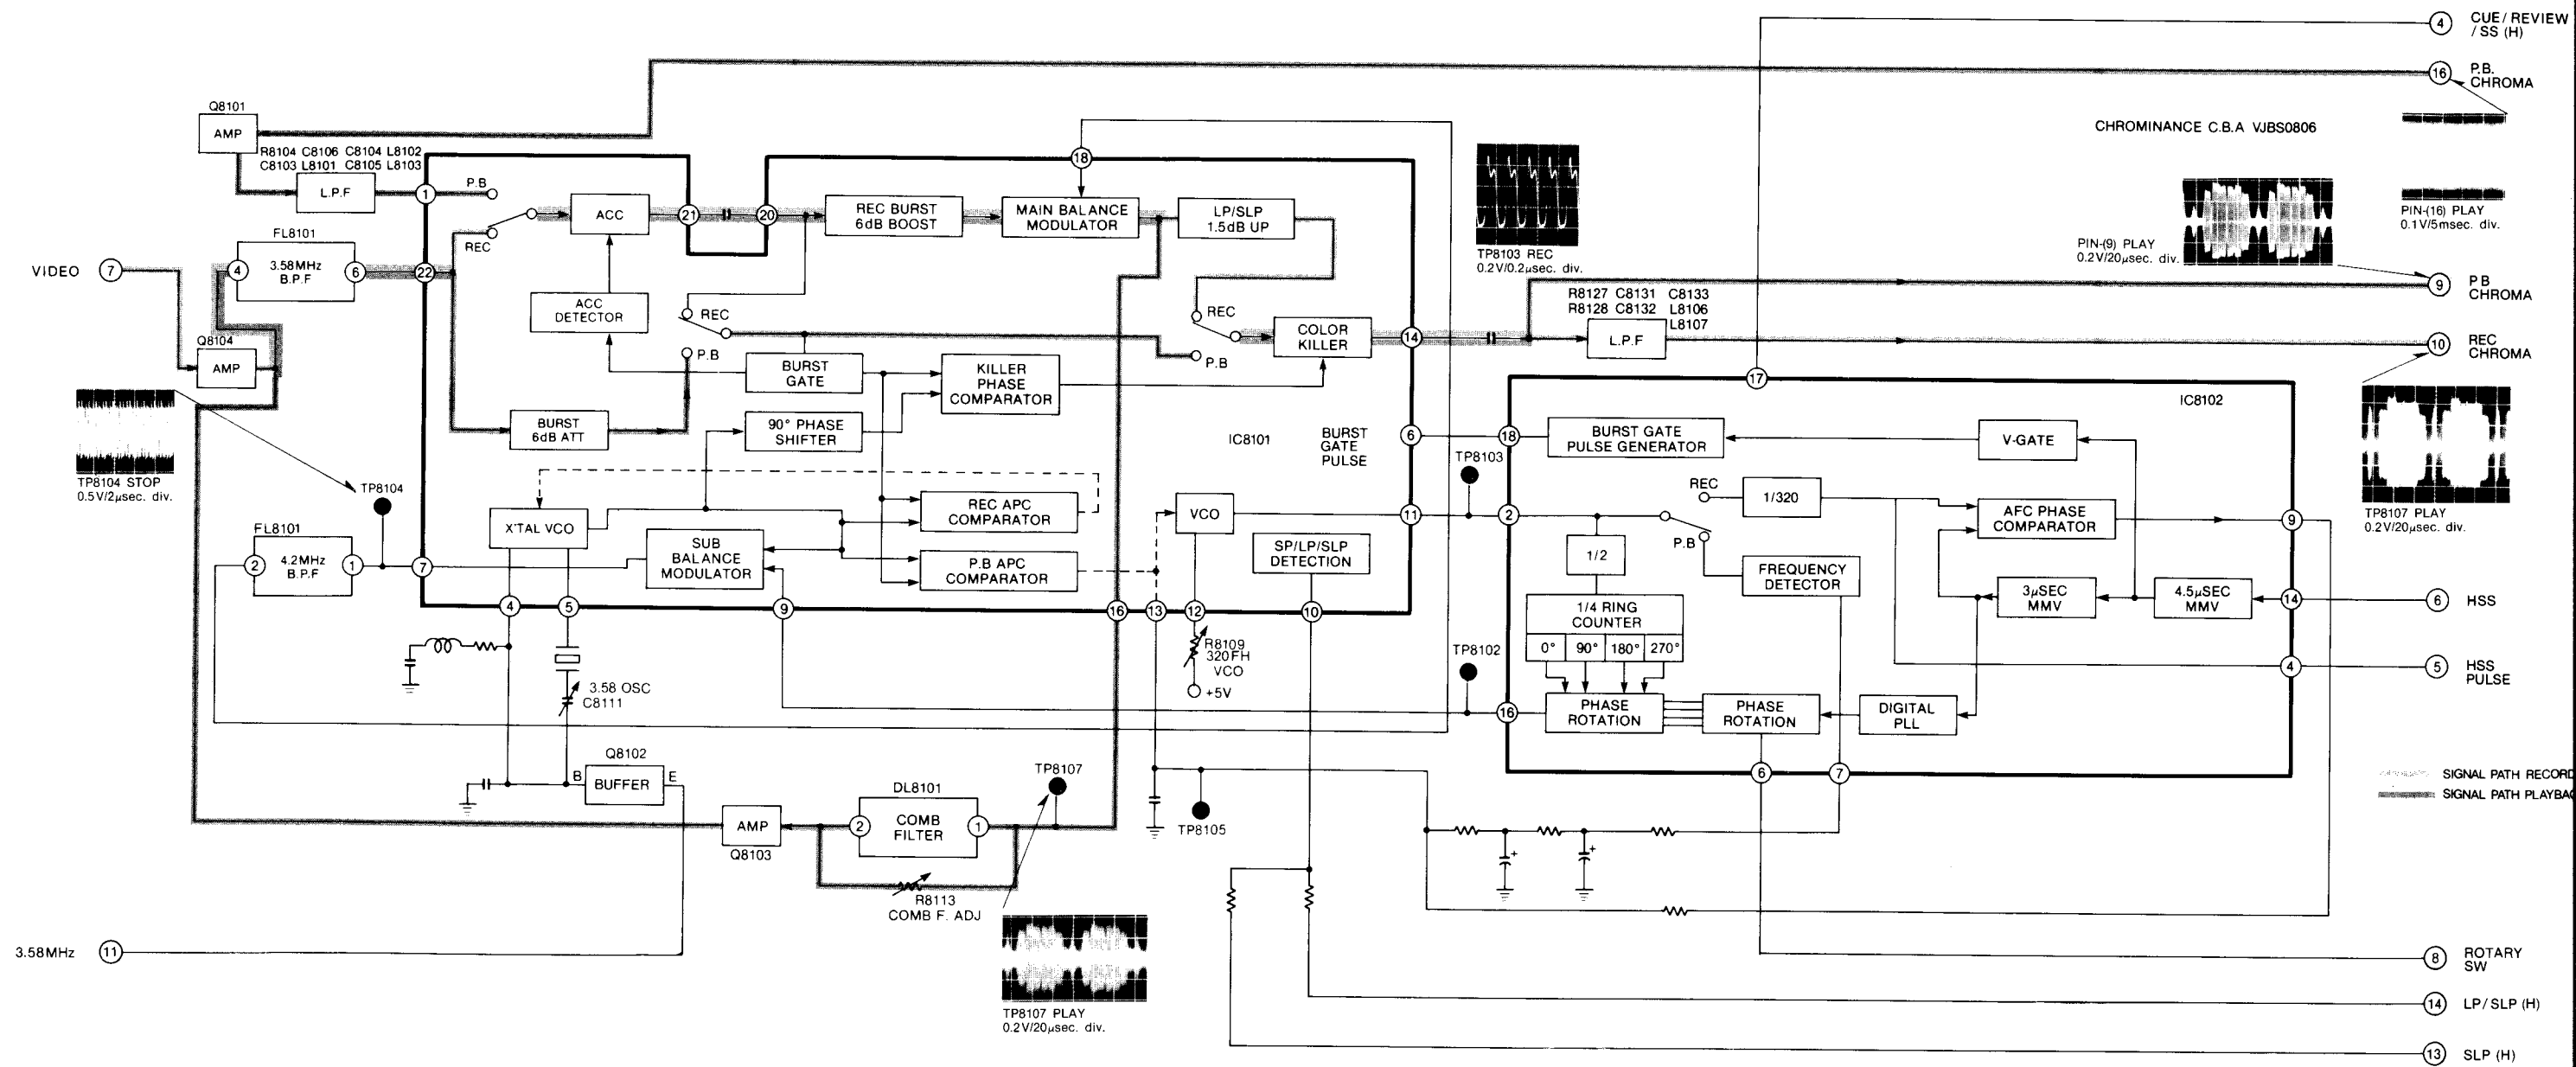 4
CUE/REVIEW
/SS (H)
16
P.B.
CHROMA
CHROMINANCE C.B.A VJBS0806
PIN-(16) PLAY
0.1V/5msec. div.
PIN-(9) PLAY
0.2V/20μsec. div.
9
P.B
CHROMA
10
REC
CHROMA
TP8107 PLAY
0.2V/20μsec. div.
Q8101
AMP
R8104 C8106 C8104 L8102
C8103 L8101 C8105 L8103
L.P.F
1
P.B
REC
ACC
21
20
REC BURST
6dB BOOST
18
MAIN BALANCE
MODULATOR
LP/SLP
1.5dB UP
TP8103 REC
0.2V/0.2μsec. div.
VIDEO
7
FL8101
4
3.58MHz
B.P.F
6
22
Q8104
AMP
ACC
DETECTOR
REC
P.B
BURST
GATE
KILLER
PHASE
COMPARATOR
REC
P.B
COLOR
KILLER
14
R8127 C8131 C8133
R8128 C8132 L8106
L8107
L.P.F
BURST
6dB ATT
90° PHASE
SHIFTER
IC8101
BURST
GATE
PULSE
6
TP8104 STOP
0.5V/2μsec. div.
TP8104
FL8101
2
4.2MHz
B.P.F
1
7
X'TAL VCO
SUB
BALANCE
MODULATOR
REC APC
COMPARATOR
P.B APC
COMPARATOR
VCO
SP/LP/SLP
DETECTION
11
TP8103
4
5
9
16
13
12
10
R8109
320FH
VCO
+5V
3.58 OSC
C8111
TP8102
17
IC8102
18
BURST GATE
PULSE GENERATOR
V-GATE
2
REC
P.B
1/320
1/2
AFC PHASE
COMPARATOR
9
FREQUENCY
DETECTOR
1/4 RING
COUNTER
0° 90° 180° 270°
3μSEC
MMV
4.5μSEC
MMV
14
6
HSS
4
5
HSS
PULSE
16
PHASE
ROTATION
PHASE
ROTATION
DIGITAL
PLL
6
7
SIGNAL PATH RECORD
SIGNAL PATH PLAYBA
Q8102
B
BUFFER
E
AMP
Q8103
DL8101
2
COMB
FILTER
1
TP8107
TP8105
R8113
COMB F. ADJ
TP8107 PLAY
0.2V/20μsec. div.
3.58MHz
11
8
ROTARY
SW
14
LP/SLP (H)
13
SLP (H)